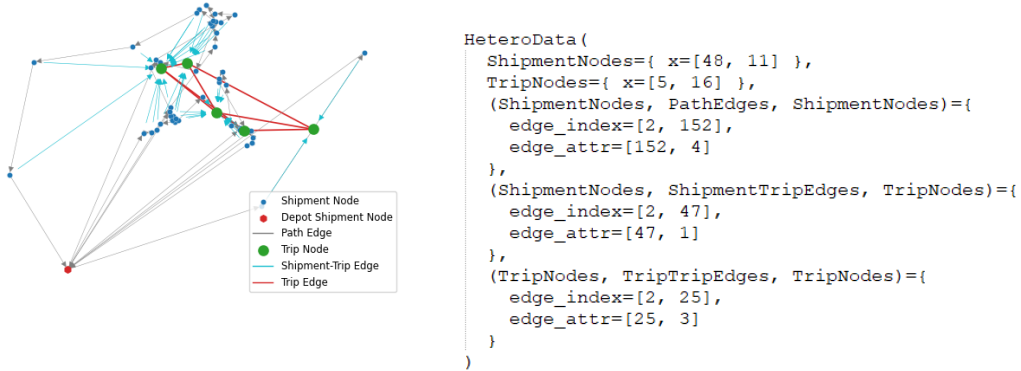 Shipment Node
Depot Shipment Node
Path Edge
Trip Node
Shipment-Trip Edge
Trip Edge
HeteroData(
ShipmentNodes={ x=[48, 11] },
TripNodes={ x=[5, 16] },
(ShipmentNodes, PathEdges, ShipmentNodes)={
edge_index=[2, 152],
edge_attr=[152, 4]
},
(ShipmentNodes, ShipmentTripEdges, TripNodes)={
edge_index=[2, 47],
edge_attr=[47, 1]
},
(TripNodes, TripTripEdges, TripNodes)={
edge_index=[2, 25],
edge_attr=[25, 3]
}
)